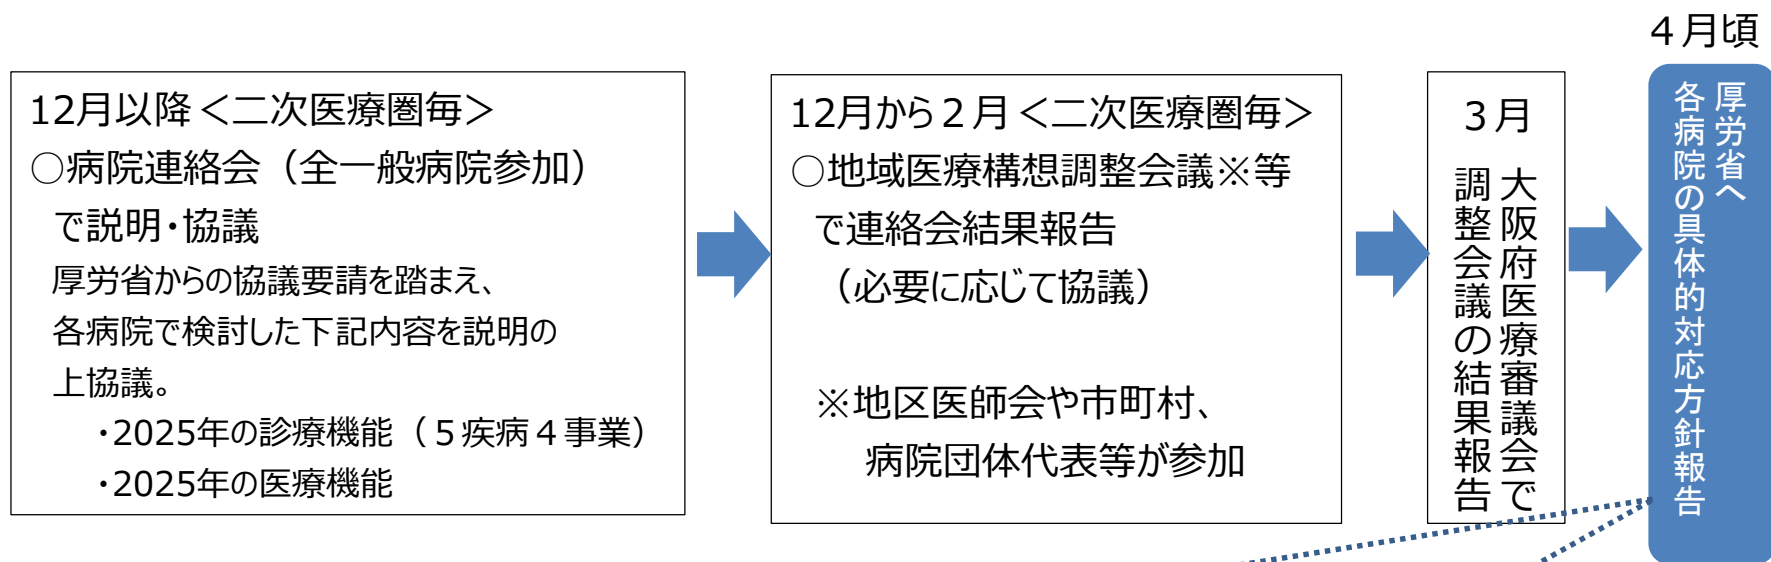 12月以降＜二次医療圏毎＞
○病院連絡会（全一般病院参加）
で説明・協議
厚労省からの協議要請を踏まえ、
各病院で検討した下記内容を説明の
上協議。
・2025年の診療機能（５疾病４事業）
・2025年の医療機能
12月から２月＜二次医療圏毎＞
○地域医療構想調整会議※等
で連絡会結果報告
（必要に応じて協議）
※地区医師会や市町村、
病院団体代表等が参加
３月
大阪府医療審議会で
調整会議の結果報告
４月頃
厚労省へ
各病院の具体的対応方針報告